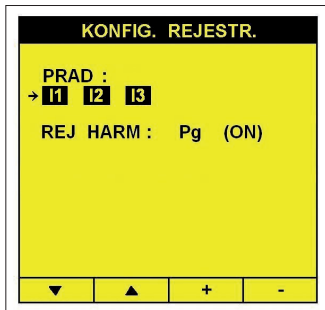 KONFIG. REJESTR.
PRAD :
→ I1 I2 I3
REJ HARM : Pg (ON)
▼ ▲ + -